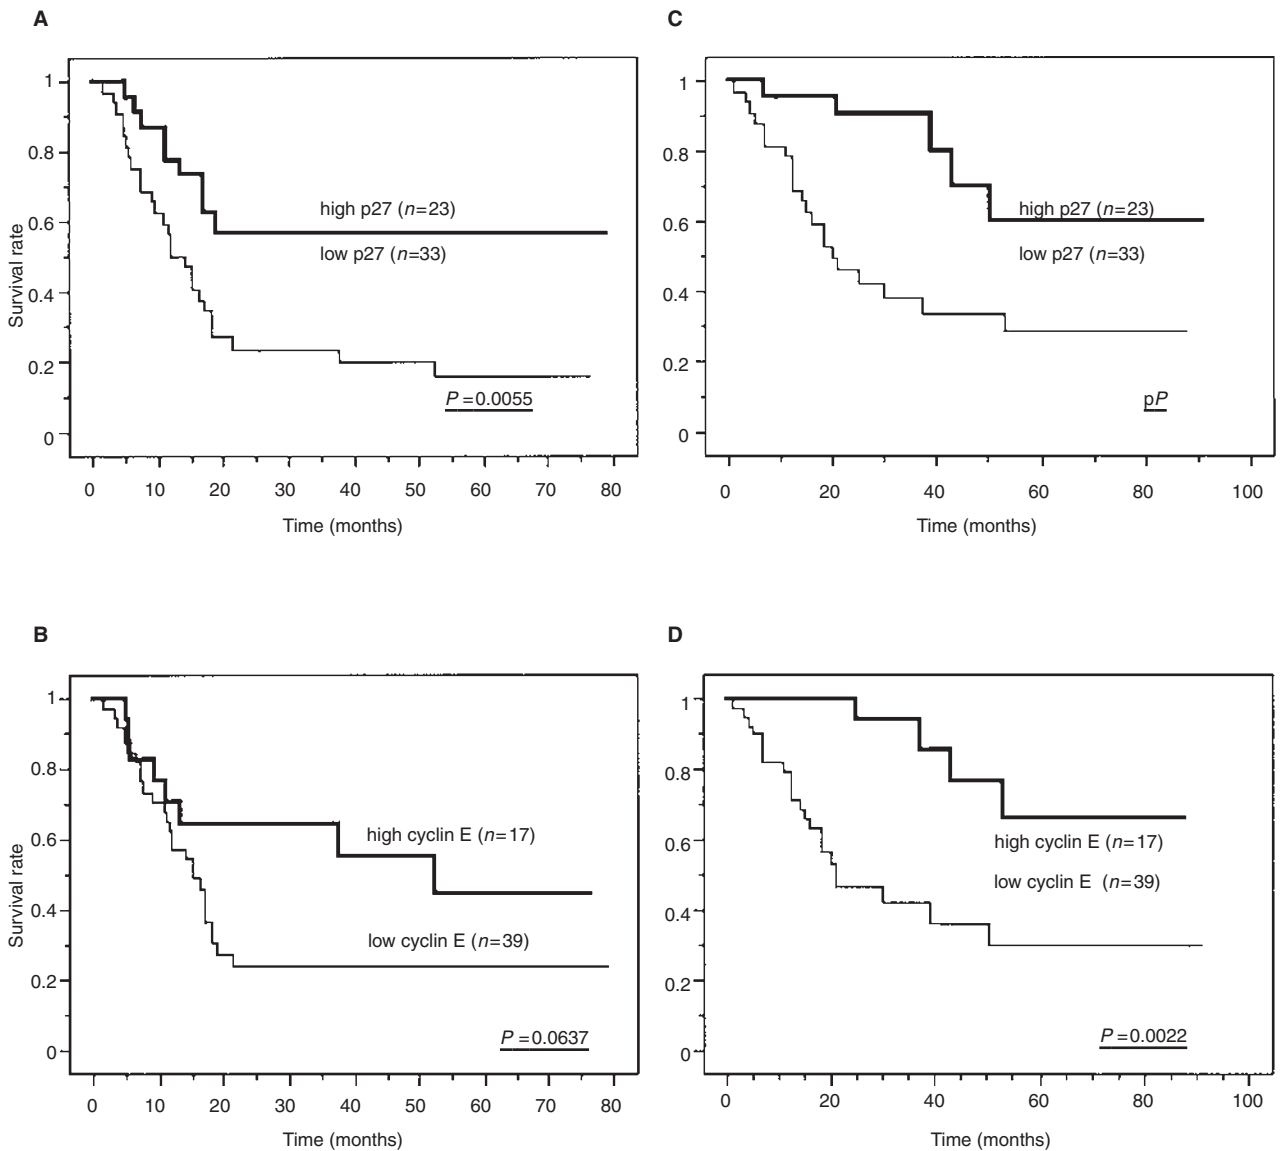 A
Survival rate
1
0.8
0.6
0.4
0.2
0
high p27 (n=23)
low p27 (n=33)
P=0.0055
0 10 20 30 40 50 60 70 80
Time (months)
C
1
0.8
0.6
0.4
0.2
0
high p27 (n=23)
low p27 (n=33)
pP
0 20 40 60 80 100
Time (months)
B
Survival rate
1
0.8
0.6
0.4
0.2
0
high cyclin E (n=17)
low cyclin E (n=39)
P=0.0637
0 10 20 30 40 50 60 70 80
Time (months)
D
1
0.8
0.6
0.4
0.2
0
high cyclin E (n=17)
low cyclin E (n=39)
P=0.0022
0 20 40 60 80 100
Time (months)